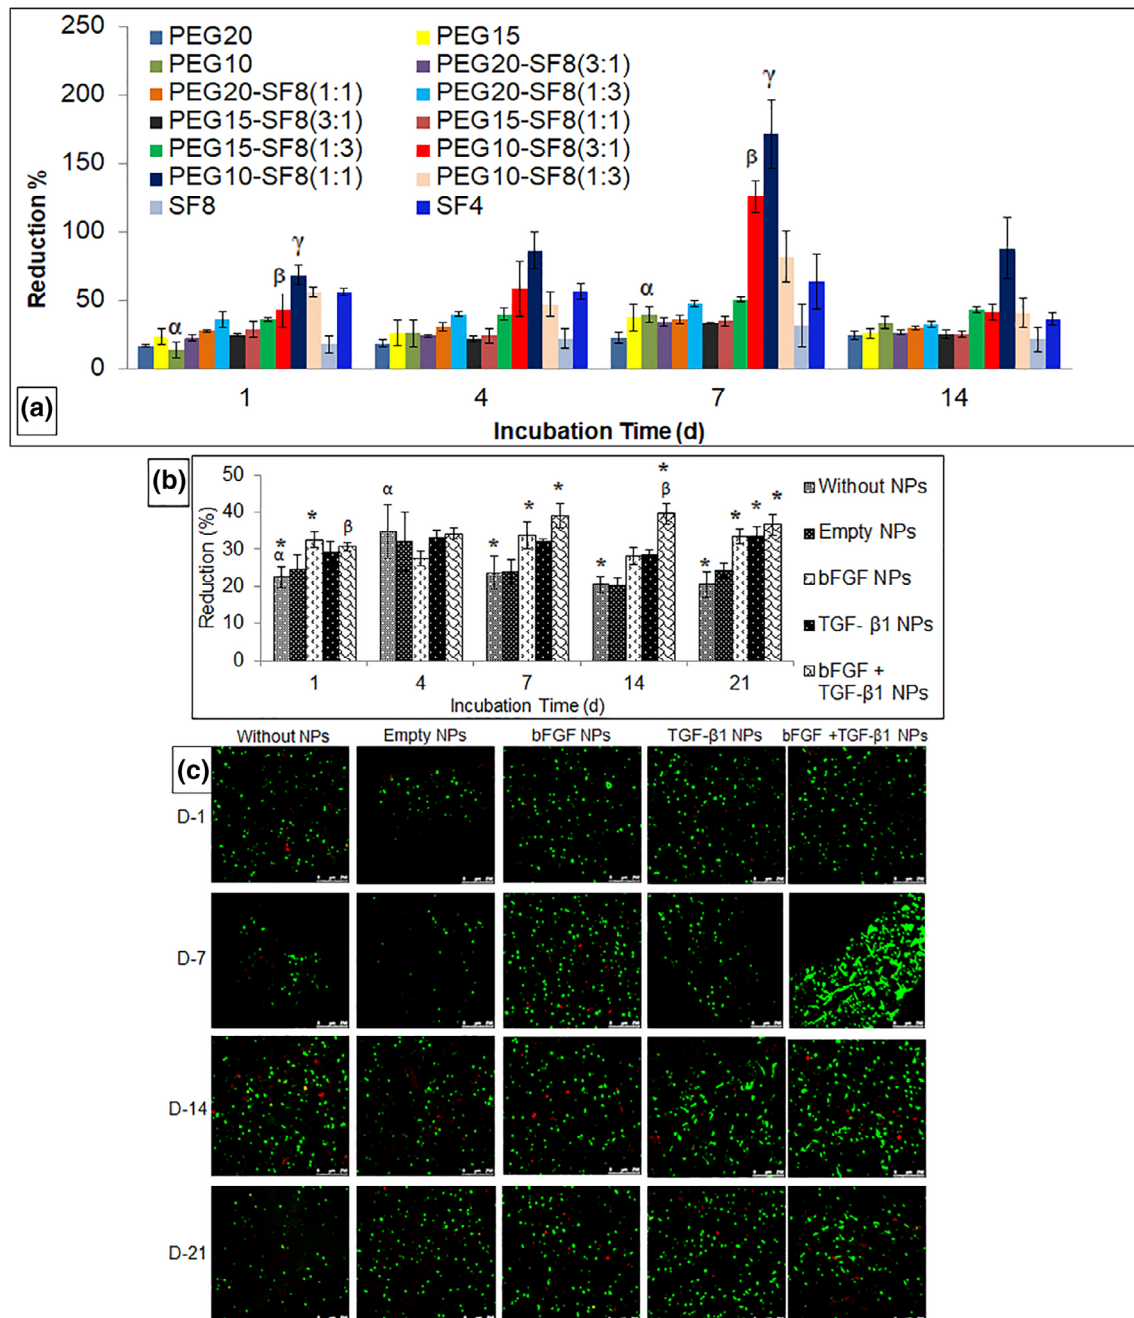 250
200
150
100
50
0
Reduction %
PEG20 PEG15
PEG10 PEG20-SF8(3:1)
PEG20-SF8(1:1) PEG20-SF8(1:3)
PEG15-SF8(3:1) PEG15-SF8(1:1)
PEG15-SF8(1:3) PEG10-SF8(3:1)
PEG10-SF8(1:1) PEG10-SF8(1:3)
SF8 SF4
α β γ α β γ
1 4 7 14
Incubation Time (d)
(a)
(b)
50
40
30
20
10
0
Reduction (%)
* α * β α * * * * β * * * *
1 4 7 14 21
Incubation Time (d)
Without NPs
Empty NPs
bFGF NPs
TGF- β1 NPs
bFGF +
TGF-β1 NPs
(c)
Without NPs Empty NPs bFGF NPs TGF-β1 NPs bFGF +TGF-β1 NPs
D-1
D-7
D-14
D-21